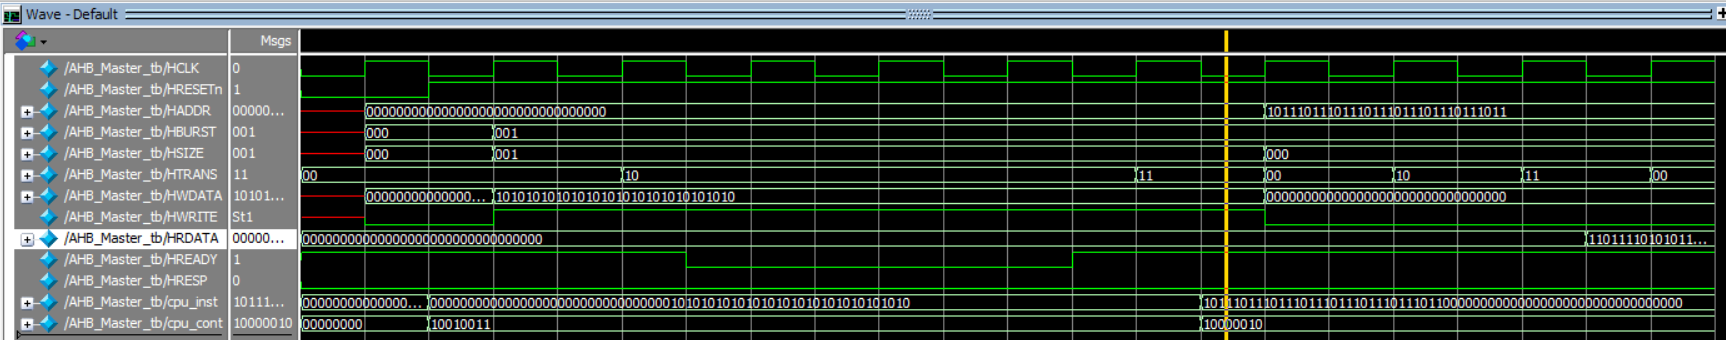 Wave - Default
Msgs
/AHB_Master_tb/HCLK 0
/AHB_Master_tb/HRESETn 1
/AHB_Master_tb/HADDR 00000... 00000000000000000000000000000000 10111011101110111011101110111011
/AHB_Master_tb/HBURST 001 000 001
/AHB_Master_tb/HSIZE 001 000 001 000
/AHB_Master_tb/HTRANS 11 00 10 11 00 10 11 00
/AHB_Master_tb/HWDATA 10101... 00000000000000... 10101010101010101010101010101010 00000000000000000000000000000000
/AHB_Master_tb/HWRITE St1
/AHB_Master_tb/HRDATA 00000... 00000000000000000000000000000000 11011110101011...
/AHB_Master_tb/HREADY 1
/AHB_Master_tb/HRESP 0
/AHB_Master_tb/cpu_inst 10111... 00000000000000... 0000000000000000000000000000000010101010101010101010101010101010 1011101110111011101110111011101100000000000000000000000000000000
/AHB_Master_tb/cpu_cont 10000010 00000000 10010011 10000010